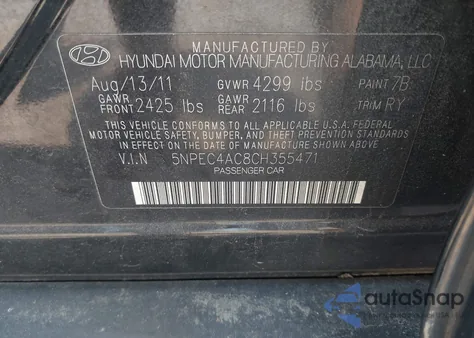 MANUFACTURED BY
HYUNDAI MOTOR MANUFACTURING ALABAMA, LLC
Aug/13/11 GVWR 4299 lbs PAINT 7B
GAWR FRONT 2425 lbs GAWR REAR 2116 lbs TRIM RY
THIS VEHICLE CONFORMS TO ALL APPLICABLE U.S.A. FEDERAL
MOTOR VEHICLE SAFETY, BUMPER, AND THEFT PREVENTION STANDARDS
IN EFFECT ON THE DATE OF MANUFACTURE SHOWN ABOVE.
V.I.N 5NPEC4AC8CH355471
PASSENGER CAR
autoSnap